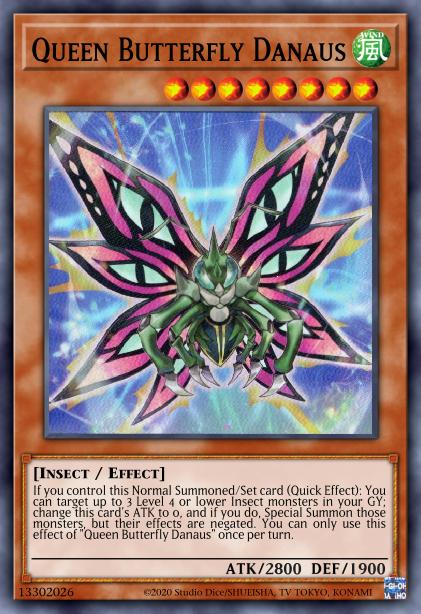 QUEEN BUTTERFLY DANAUS
WIND
風
[INSECT / EFFECT]
If you control this Normal Summoned/Set card (Quick Effect): You
can target up to 3 Level 4 or lower Insect monsters in your GY;
change this card's ATK to 0, and if you do, Special Summon those
monsters, but their effects are negated. You can only use this
effect of "Queen Butterfly Danaus" once per turn.
ATK/2800 DEF/1900
13302026
©2020 Studio Dice/SHUEISHA, TV TOKYO, KONAMI